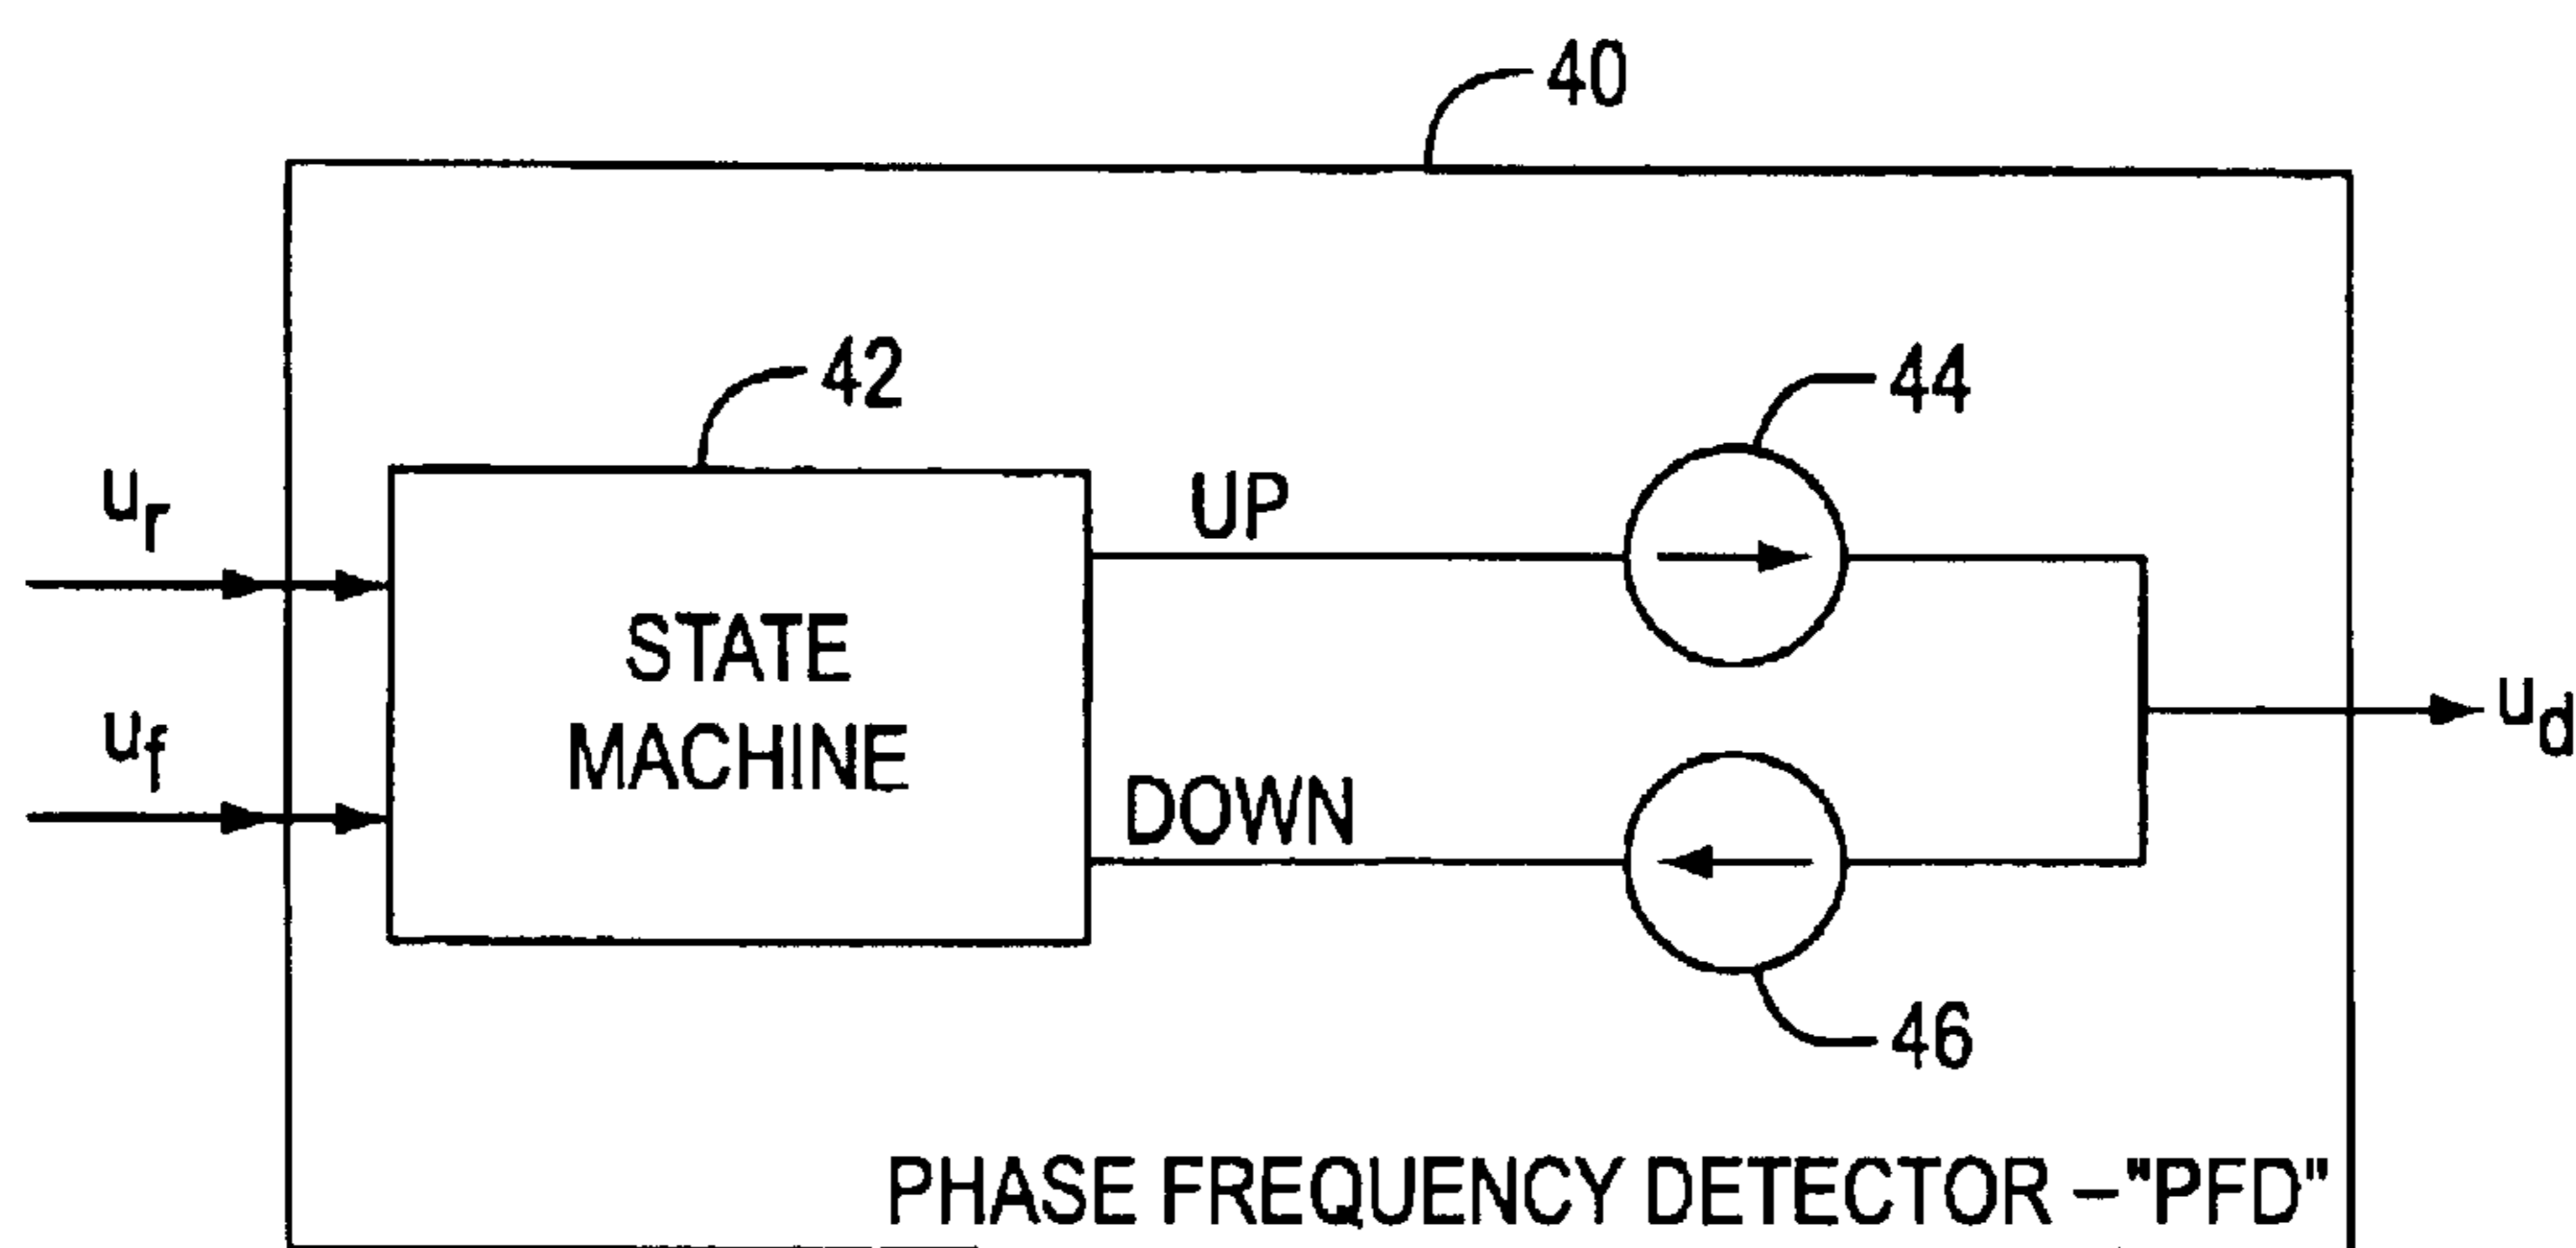 40
42
44
u_r
UP
STATE
MACHINE
u_f
u_d
DOWN
46
PHASE FREQUENCY DETECTOR – "PFD"